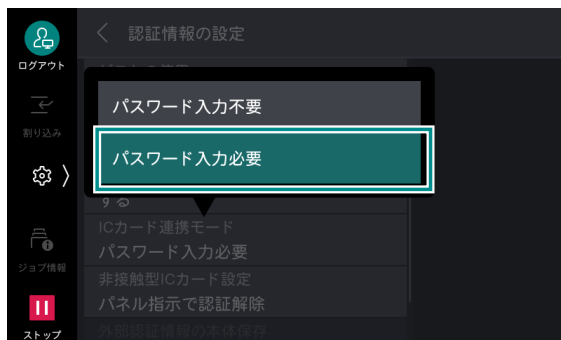 認証情報の設定
ログアウト
パスワード入力不要
割り込み
パスワード入力必要
する
ICカード連携モード
パスワード入力必要
ジョブ情報
非接触型ICカード設定
パネル指示で認証解除
外部認証情報の本体保存
ストップ